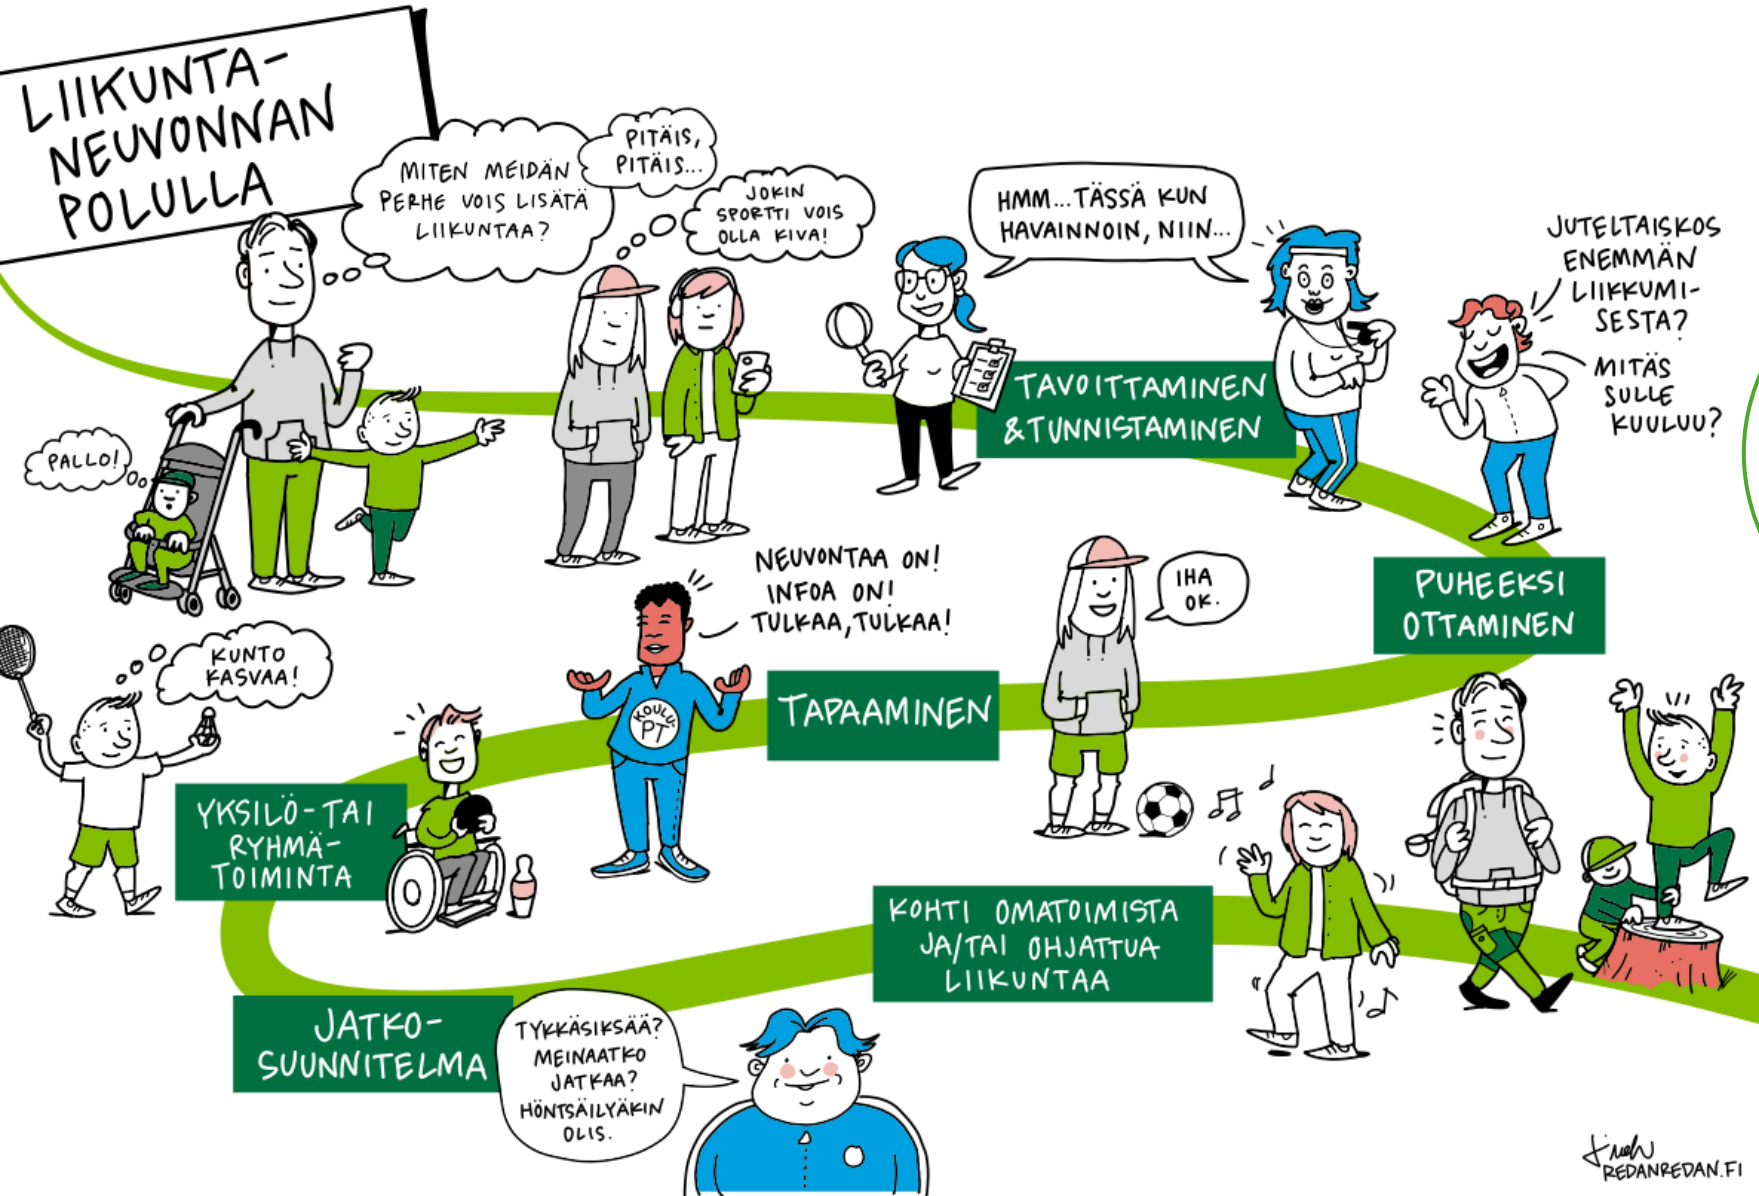 LIIKUNTA-
NEUVONNAN
POLULLA
MITEN MEIDÄN
PERHE VOIS LISÄTÄ
LIIKUNTAA?
PITÄIS,
PITÄIS...
JOKIN
SPORTTI VOIS
OLLA KIVA!
HMM...TÄSSÄ KUN
HAVAINNOIN, NIIN...
JUTELTAISKOS
ENEMMÄN
LIIKKUMI-
SESTA?
MITÄS
SULLE
KUULUU?
PALLO!
TAVOITTAMINEN
& TUNNISTAMINEN
PUHEEKSI
OTTAMINEN
IHA
OK.
NEUVONTAA ON!
INFOA ON!
TULKAA, TULKAA!
KOULU-
PT
TAPAAMINEN
KUNTO
KASVAA!
YKSILÖ- TAI
RYHMÄ-
TOIMINTA
JATKO-
SUUNNITELMA
TYKKÄSIKSÄÄ?
MEINAATKO
JATKAA?
HÖNTSÄILYÄKIN
OLIS.
KOHTI OMATOIMISTA
JA/TAI OHJATTUA
LIIKUNTAA
REDANREDAN.FI